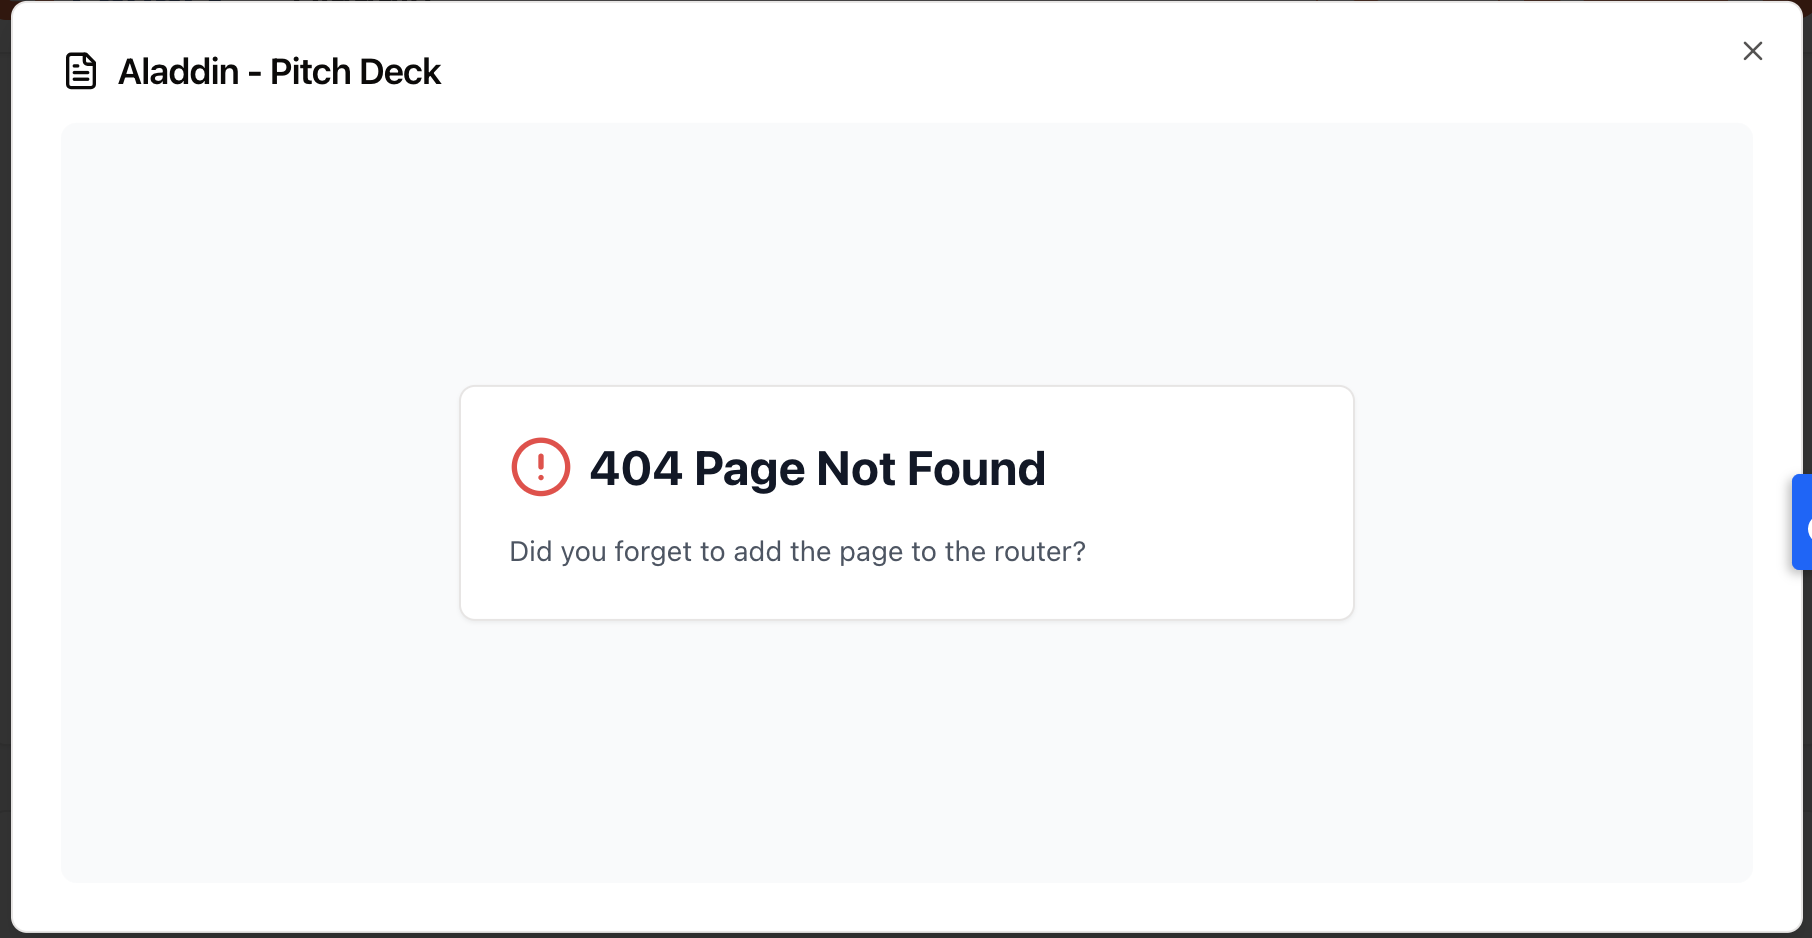 Aladdin - Pitch Deck
404 Page Not Found
Did you forget to add the page to the router?